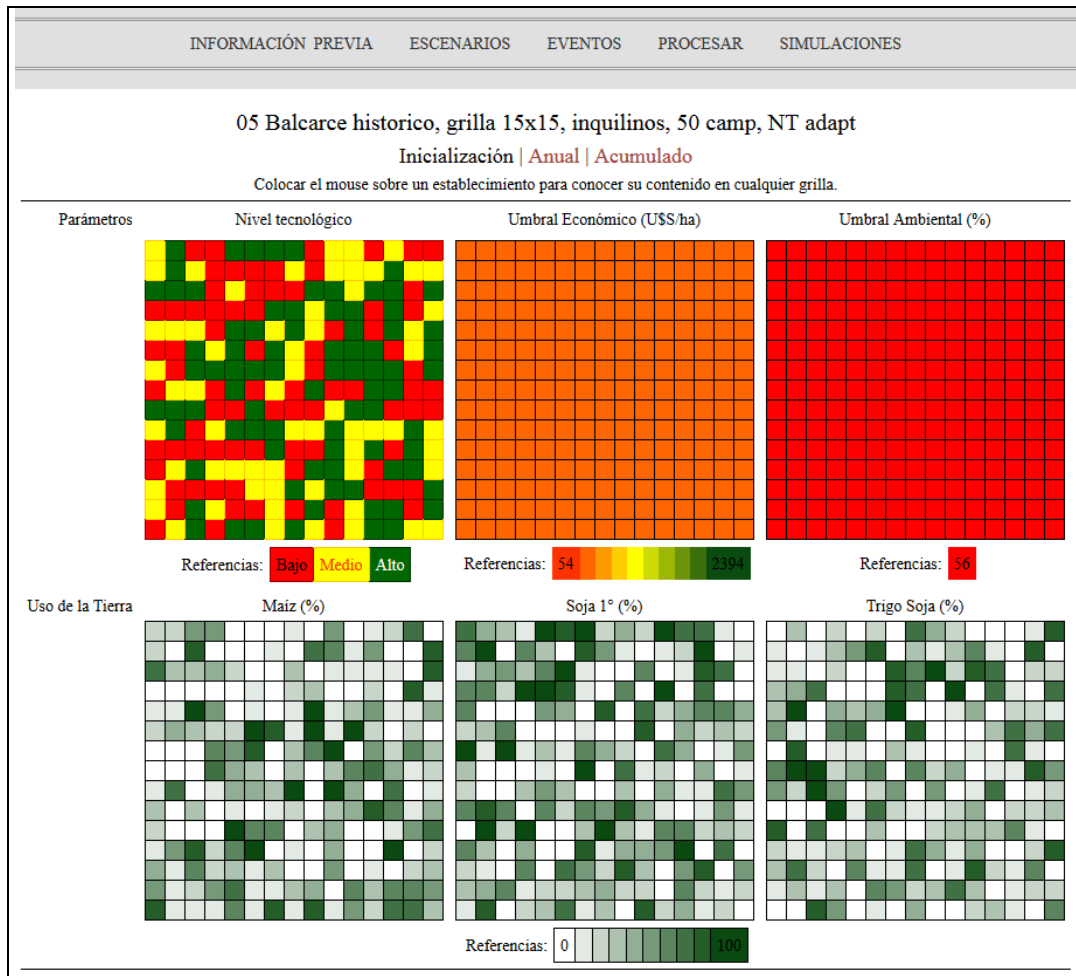 INFORMACIÓN PREVIA ESCENARIOS EVENTOS PROCESAR SIMULACIONES
05 Balcarce historico, grilla 15x15, inquilinos, 50 camp, NT adapt
Inicialización | Anual | Acumulado
Colocar el mouse sobre un establecimiento para conocer su contenido en cualquier grilla.
Parámetros Nivel tecnológico Umbral Económico (U$S/ha) Umbral Ambiental (%)
Referencias: Bajo Medio Alto Referencias: 54 2394 Referencias: 56
Uso de la Tierra Maíz (%) Soja 1° (%) Trigo Soja (%)
Referencias: 0 100